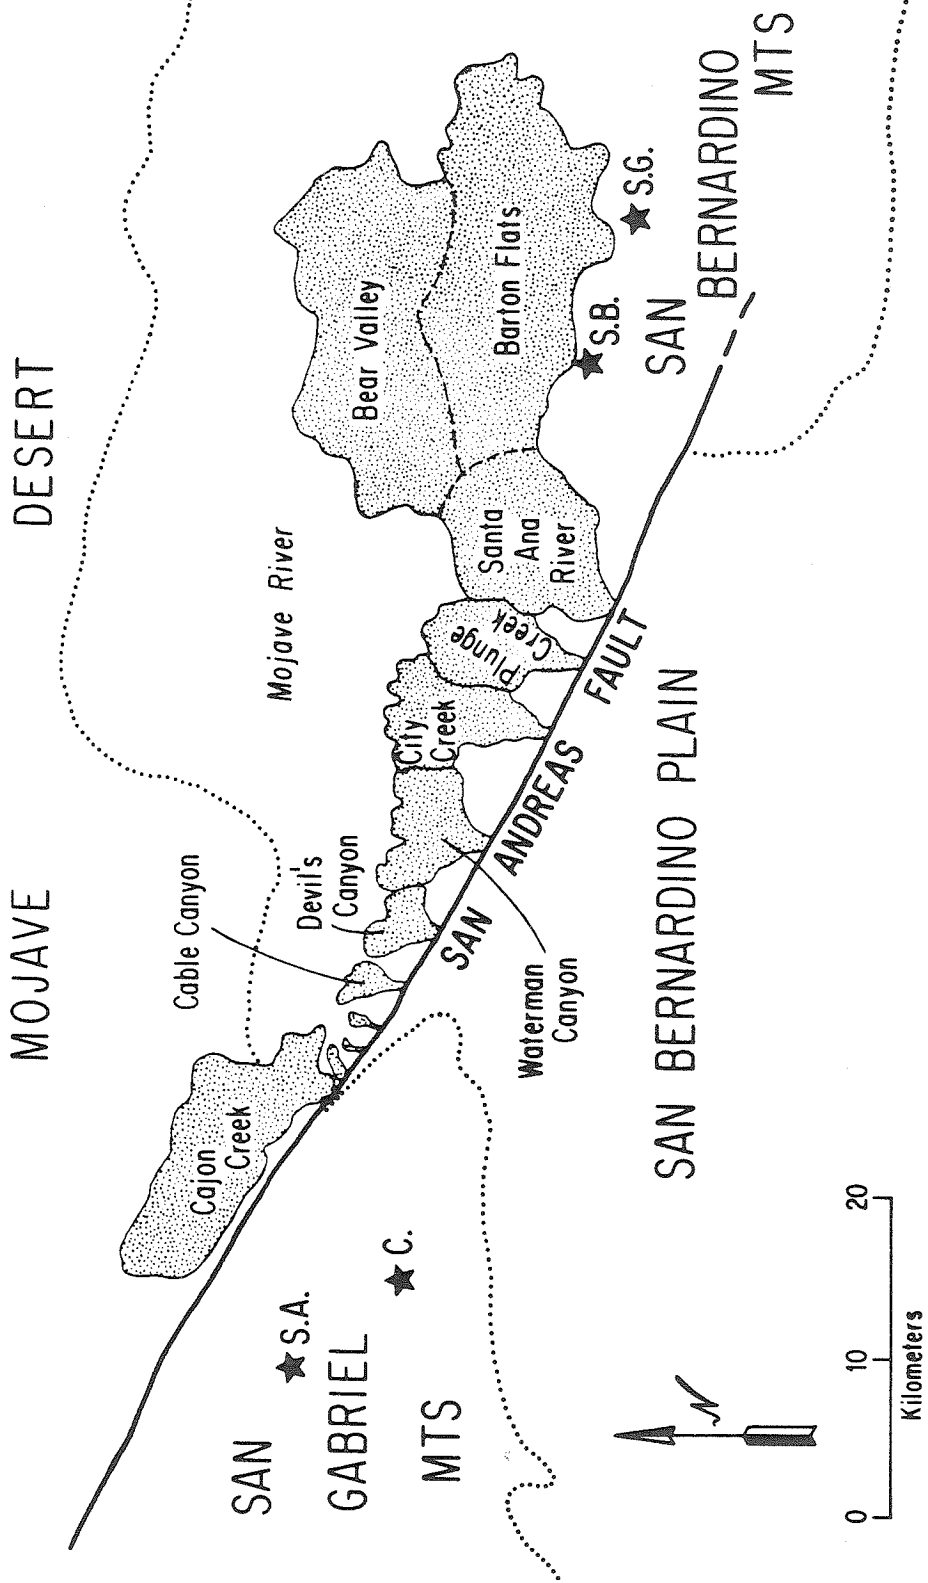 MOJAVE DESERT
Cable Canyon
Devil's
Canyon
Mojave River
Cajon
Creek
Bear Valley
City
Creek
Plunge
Creek
Santa
Ana
River
Barton Flats
S.A.
C.
S.B.
S.G.
SAN
GABRIEL
MTS
SAN ANDREAS FAULT
Waterman
Canyon
SAN
BERNARDINO
MTS
SAN BERNARDINO PLAIN
N
0 10 20
Kilometers